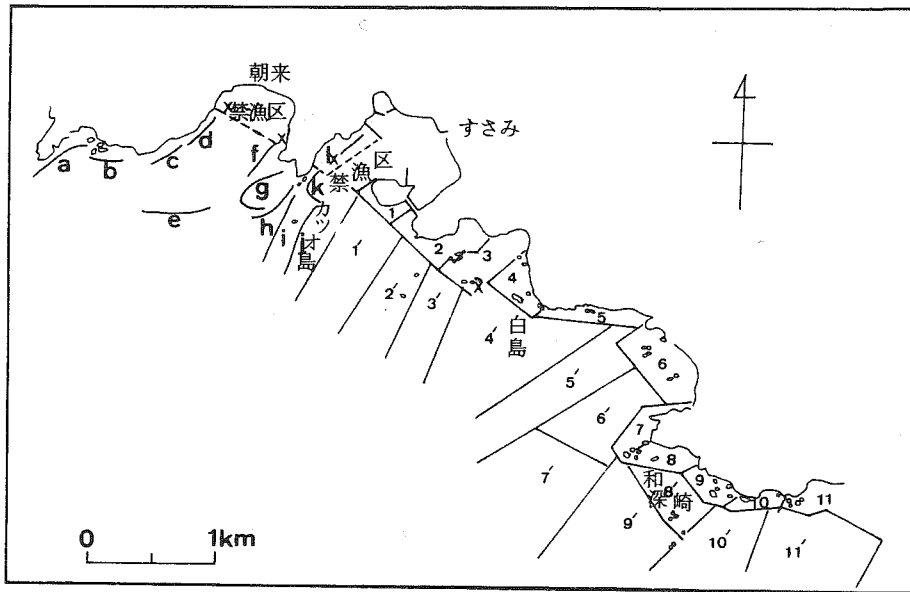 朝来
禁漁区
すさみ
a
b
c
d
e
f
g
h
i
j
k
l
禁漁区
カツオ島
1
2
3
4
5
6
7
8
9
10
11
1′
2′
3′
4′
5′
6′
7′
8′
9′
10′
11′
白島
和深崎
0
1km